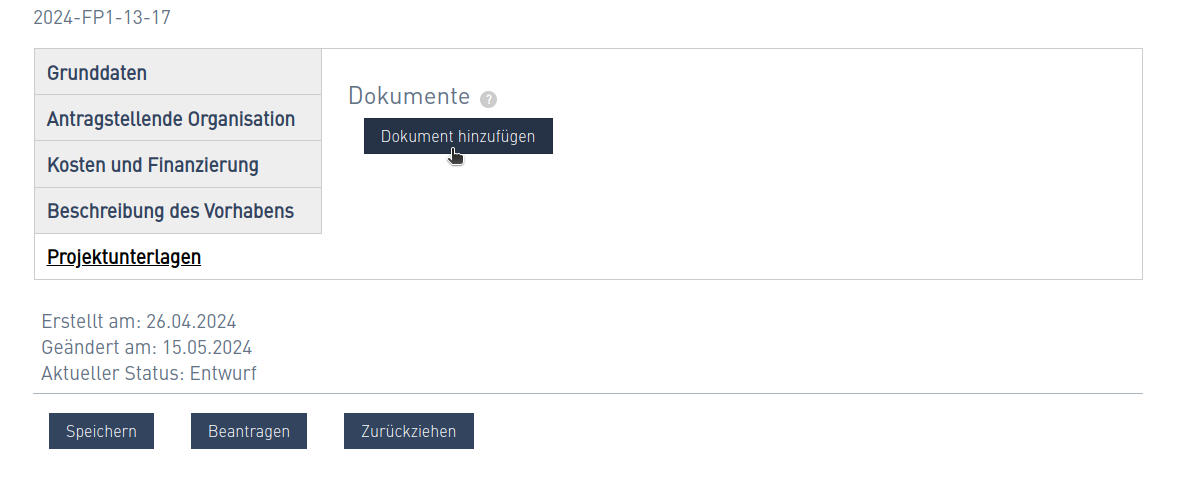 2024-FP1-13-17
Grunddaten
Antragstellende Organisation
Kosten und Finanzierung
Beschreibung des Vorhabens
Projektunterlagen
Dokumente ?
Dokument hinzufügen
Erstellt am: 26.04.2024
Geändert am: 15.05.2024
Aktueller Status: Entwurf
Speichern Beantragen Zurückziehen